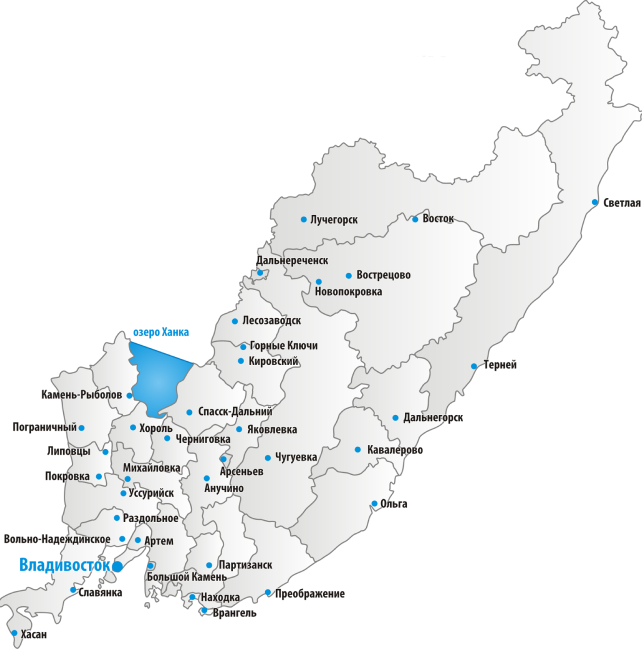 Светлая
Лучегорск
Восток
Дальнереченск
Вострецово
Новопокровка
Лесозаводск
озеро Ханка
Горные Ключи
Кировский
Терней
Камень-Рыболов
Спасск-Дальний
Дальнегорск
Пограничный
Хороль
Яковлевка
Черниговка
Липовцы
Кавалерово
Чугуевка
Михайловка
Арсеньев
Покровка
Анучино
Уссурийск
Ольга
Раздольное
Вольно-Надеждинское
Артем
Владивосток
Партизанск
Большой Камень
Славянка
Преображение
Находка
Врангель
Хасан